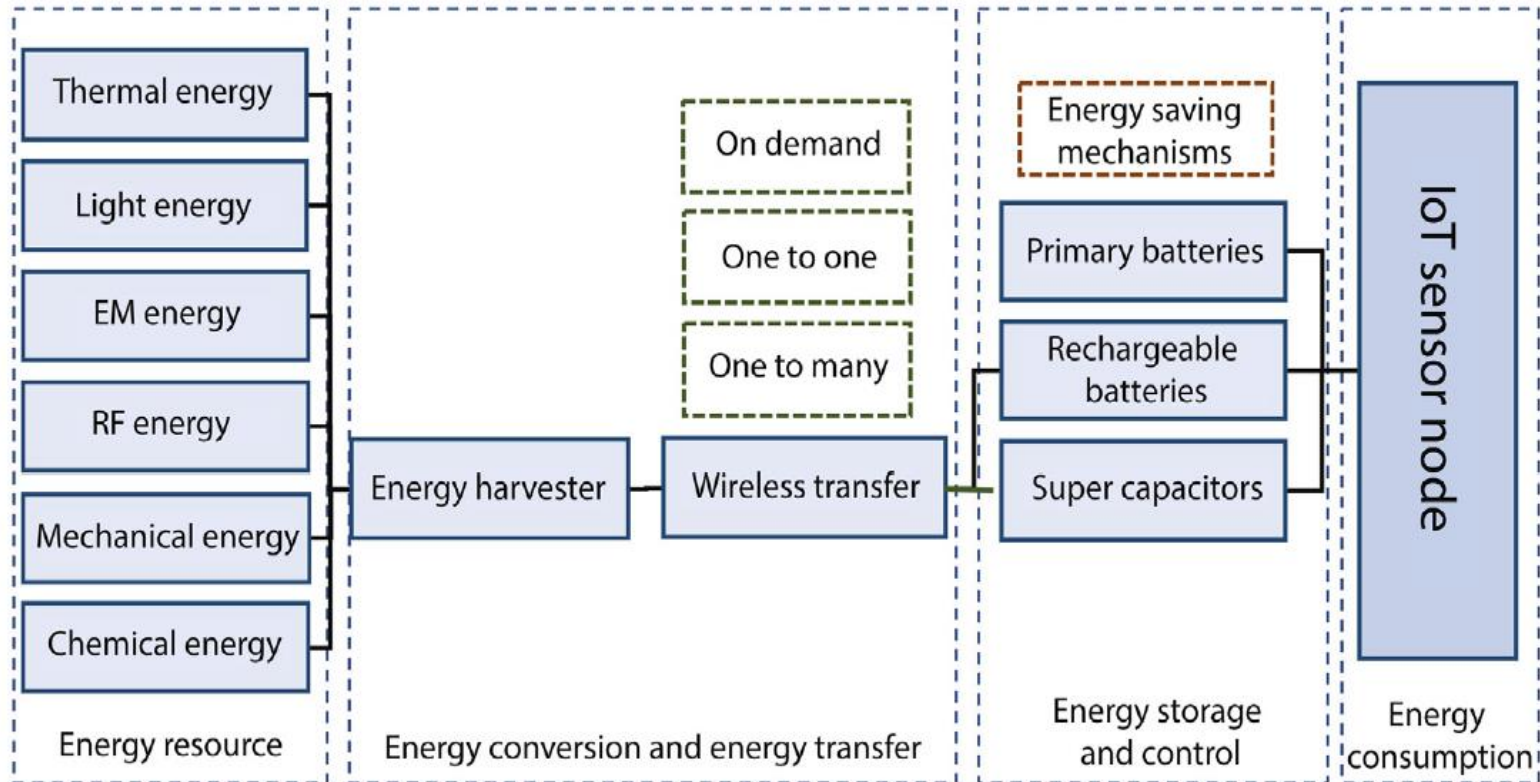 Thermal energy
Light energy
EM energy
RF energy
Mechanical energy
Chemical energy
Energy resource
On demand
One to one
One to many
Energy harvester
Wireless transfer
Energy conversion and energy transfer
Energy saving
mechanisms
Primary batteries
Rechargeable
batteries
Super capacitors
Energy storage
and control
IoT sensor node
Energy
consumption